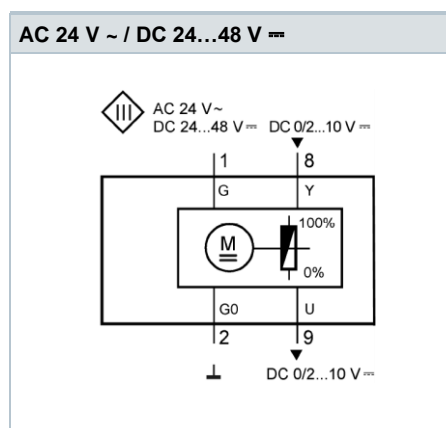 AC 24 V ~ / DC 24...48 V ⎓
III
AC 24 V~
DC 24...48 V ⎓ DC 0/2...10 V ⎓
1 8
G Y
100%
M
0%
G0 U
2 9
DC 0/2...10 V ⎓